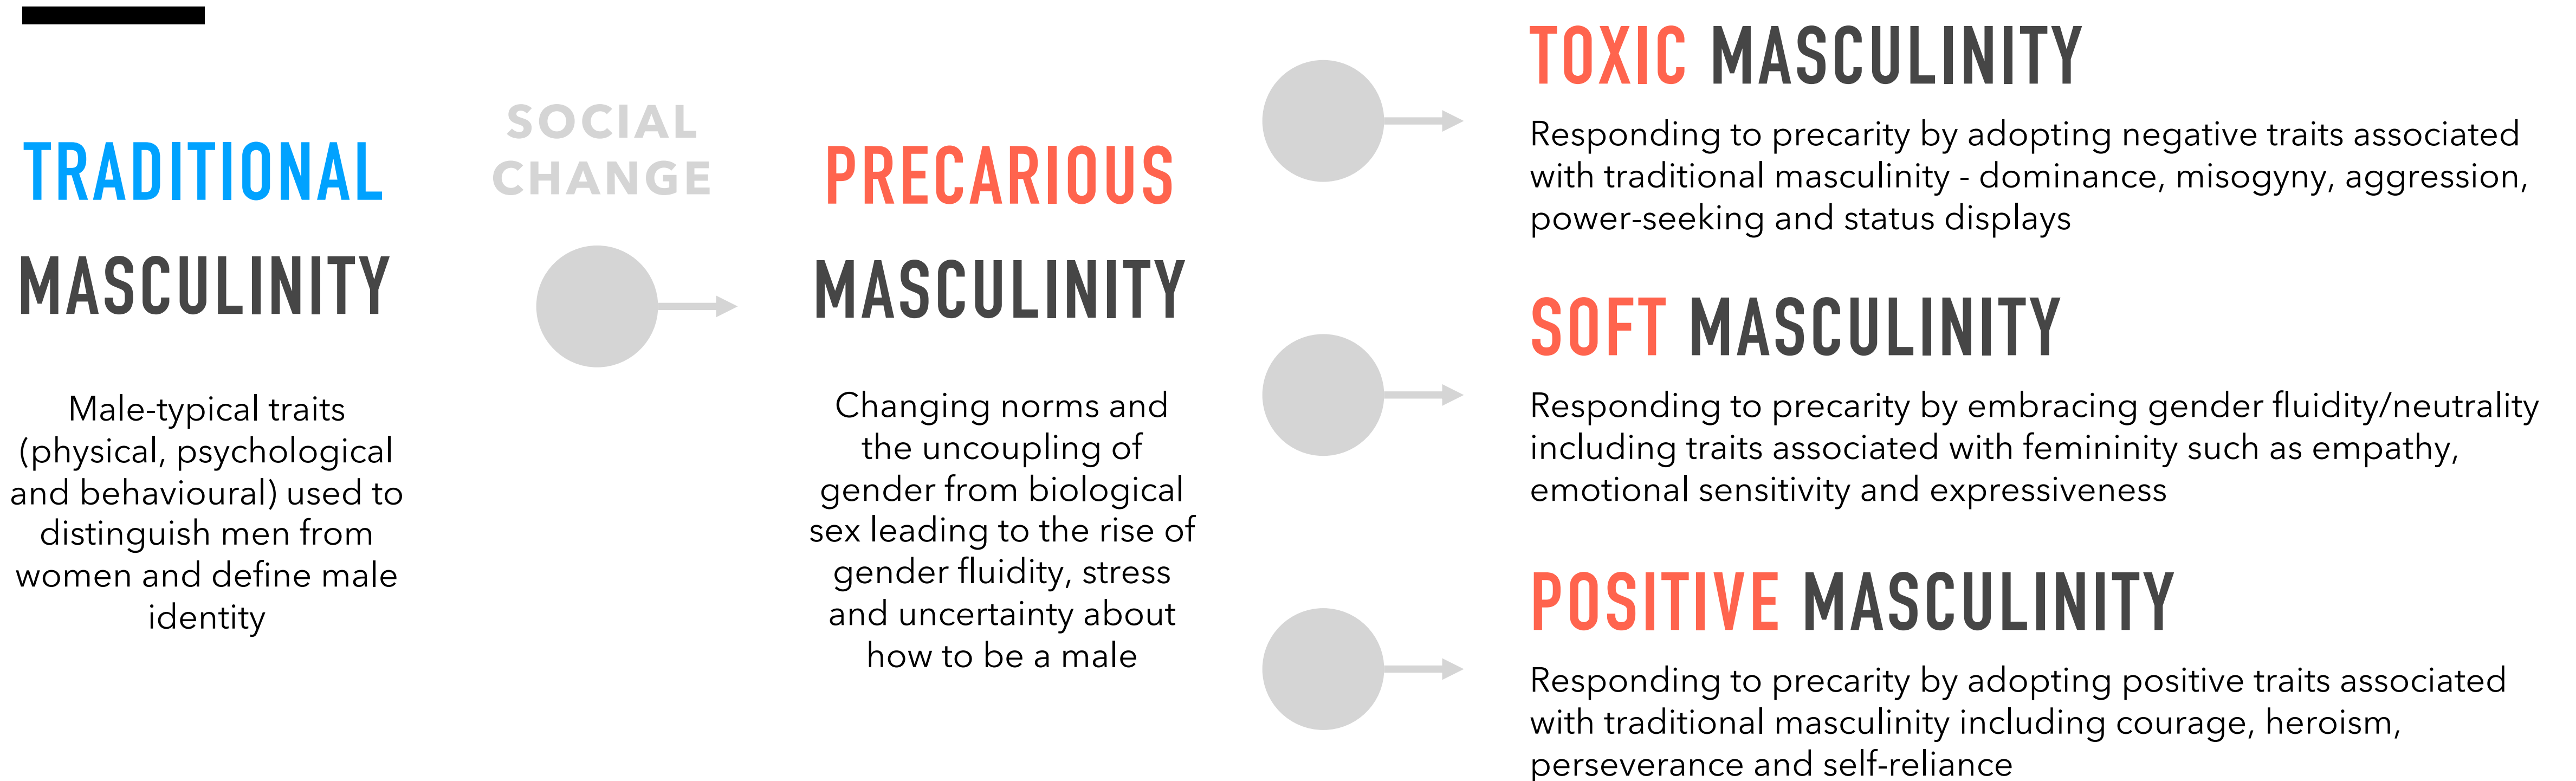 TRADITIONAL
MASCULINITY
Male-typical traits
(physical, psychological
and behavioural) used to
distinguish men from
women and define male
identity
SOCIAL
CHANGE
PRECARIOUS
MASCULINITY
Changing norms and
the uncoupling of
gender from biological
sex leading to the rise of
gender fluidity, stress
and uncertainty about
how to be a male
TOXIC MASCULINITY
Responding to precarity by adopting negative traits associated
with traditional masculinity - dominance, misogyny, aggression,
power-seeking and status displays
SOFT MASCULINITY
Responding to precarity by embracing gender fluidity/neutrality
including traits associated with femininity such as empathy,
emotional sensitivity and expressiveness
POSITIVE MASCULINITY
Responding to precarity by adopting positive traits associated
with traditional masculinity including courage, heroism,
perseverance and self-reliance